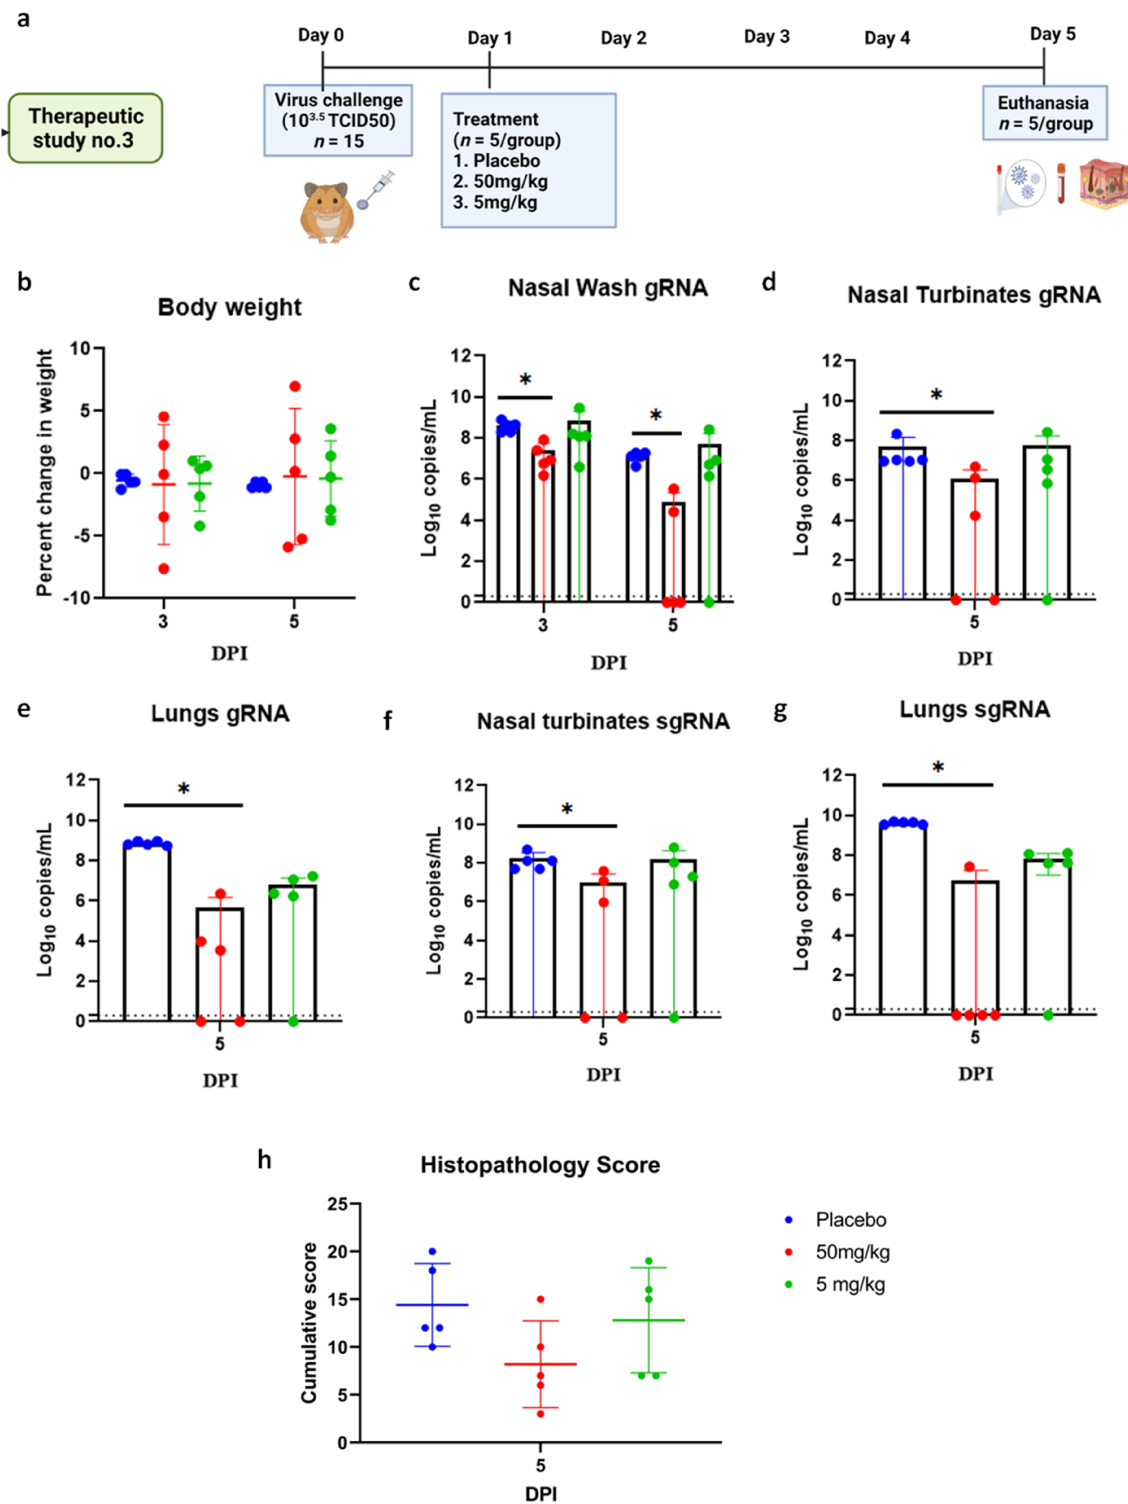 a
Day 0
Day 1
Day 2
Day 3
Day 4
Day 5
Therapeutic
study no.3
Virus challenge
(10^3.5 TCID50)
n = 15
Treatment
(n = 5/group)
1. Placebo
2. 50mg/kg
3. 5mg/kg
Euthanasia
n = 5/group
b
Body weight
Percent change in weight
10
5
0
-5
-10
3
5
DPI
c
Nasal Wash gRNA
Log10 copies/mL
12
10
8
6
4
2
0
*
*
3
5
DPI
d
Nasal Turbinates gRNA
Log10 copies/mL
12
10
8
6
4
2
0
*
5
DPI
e
Lungs gRNA
Log10 copies/mL
12
10
8
6
4
2
0
*
5
DPI
f
Nasal turbinates sgRNA
Log10 copies/mL
12
10
8
6
4
2
0
*
5
DPI
g
Lungs sgRNA
Log10 copies/mL
12
10
8
6
4
2
0
*
5
DPI
h
Histopathology Score
Cumulative score
25
20
15
10
5
0
5
DPI
Placebo
50mg/kg
5 mg/kg